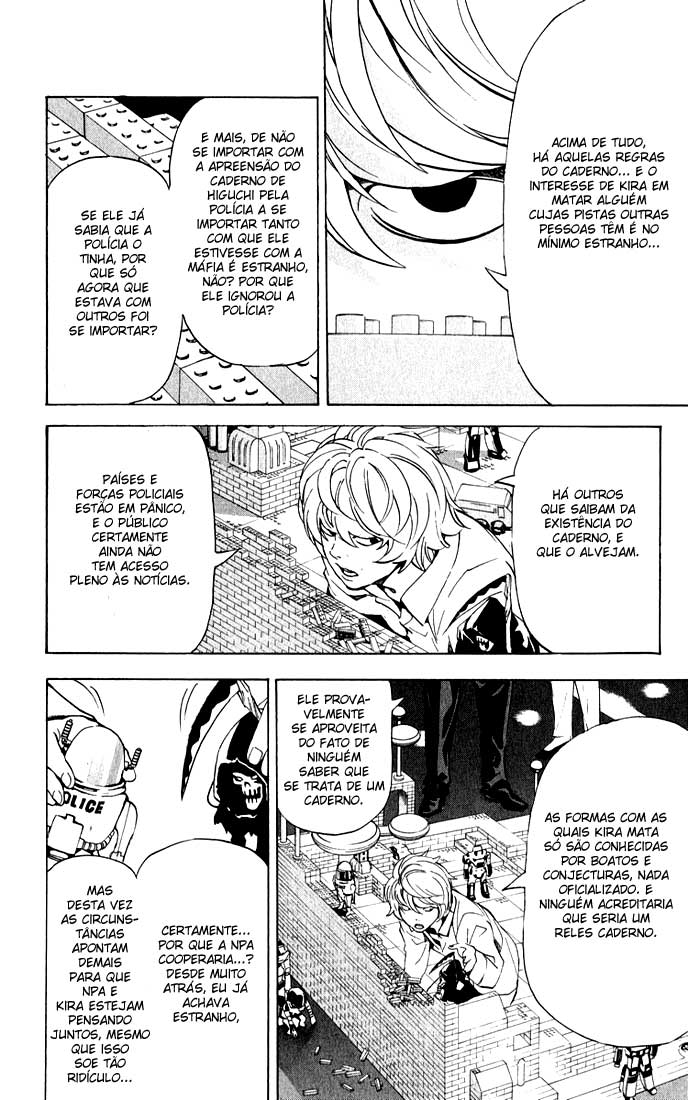 ACIMA DE TUDO,
HÁ AQUELAS REGRAS
DO CADERNO... E O
INTERESSE DE KIRA EM
MATAR ALGUÉM
CUJAS PISTAS OUTRAS
PESSOAS TÊM É NO
MÍNIMO ESTRANHO...
E MAIS, DE NÃO
SE IMPORTAR COM
A APREENSÃO DO
CADERNO DE
HIGUCHI PELA
POLÍCIA A SE
IMPORTAR TANTO
COM QUE ELE
ESTIVESSE COM A
MÁFIA É ESTRANHO,
NÃO? POR QUE
ELE IGNOROU A
POLÍCIA?
SE ELE JÁ
SABIA QUE A
POLÍCIA O
TINHA, POR
QUE SÓ
AGORA QUE
ESTAVA COM
OUTROS FOI
SE IMPORTAR?
HÁ OUTROS
QUE SAIBAM DA
EXISTÊNCIA DO
CADERNO, E
QUE O ALVEJAM.
PAÍSES E
FORÇAS POLICIAIS
ESTÃO EM PÂNICO,
E O PÚBLICO
CERTAMENTE
AINDA NÃO
TEM ACESSO
PLENO ÀS NOTÍCIAS.
AS FORMAS COM AS
QUAIS KIRA MATA
SÓ SÃO CONHECIDAS
POR BOATOS E
CONJECTURAS, NADA
OFICIALIZADO. E
NINGUÉM ACREDITARIA
QUE SERIA UM
RELES CADERNO.
ELE PROVA-
VELMENTE
SE APROVEITA
DO FATO DE
NINGUÉM
SABER QUE
SE TRATA DE UM
CADERNO.
POLICE
CERTAMENTE...
POR QUE A NPA
COOPERARIA...?
DESDE MUITO
ATRÁS, EU JÁ
ACHAVA
ESTRANHO,
MAS
DESTA VEZ
AS CIRCUNS-
TÂNCIAS
APONTAM
DEMAIS
PARA QUE
NPA E
KIRA ESTEJAM
PENSANDO
JUNTOS, MESMO
QUE ISSO
SOE TÃO
RIDÍCULO...